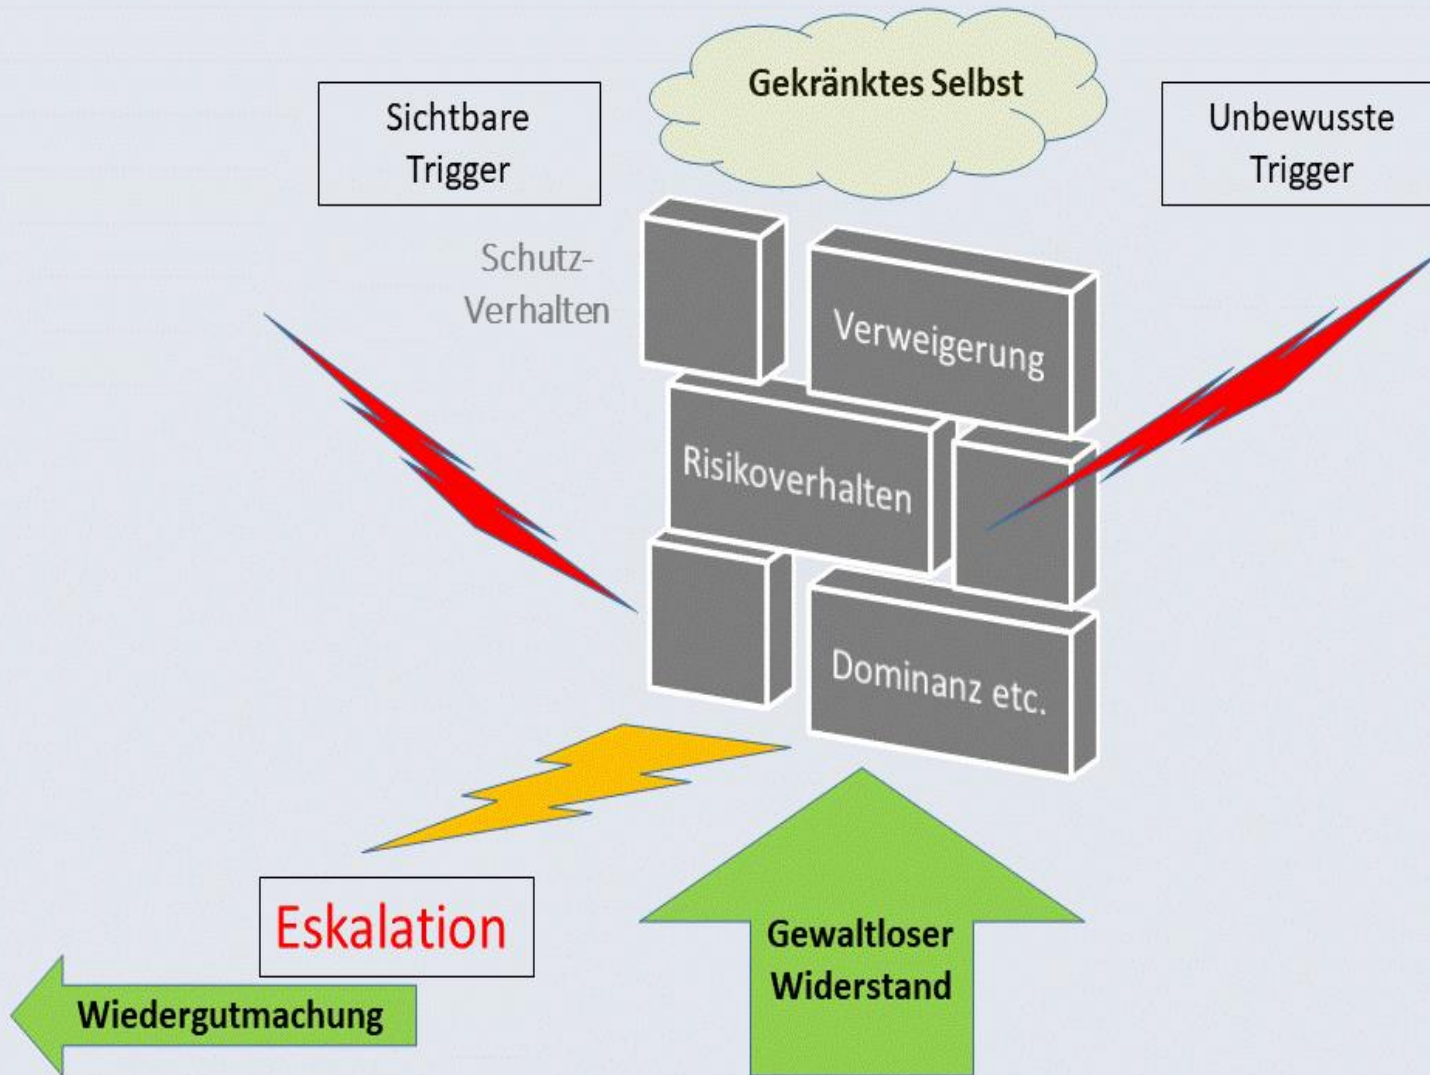 Gekränktes Selbst
Sichtbare
Trigger
Unbewusste
Trigger
Schutz-
Verhalten
Verweigerung
Risikoverhalten
Dominanz etc.
Eskalation
Gewaltloser
Widerstand
Wiedergutmachung